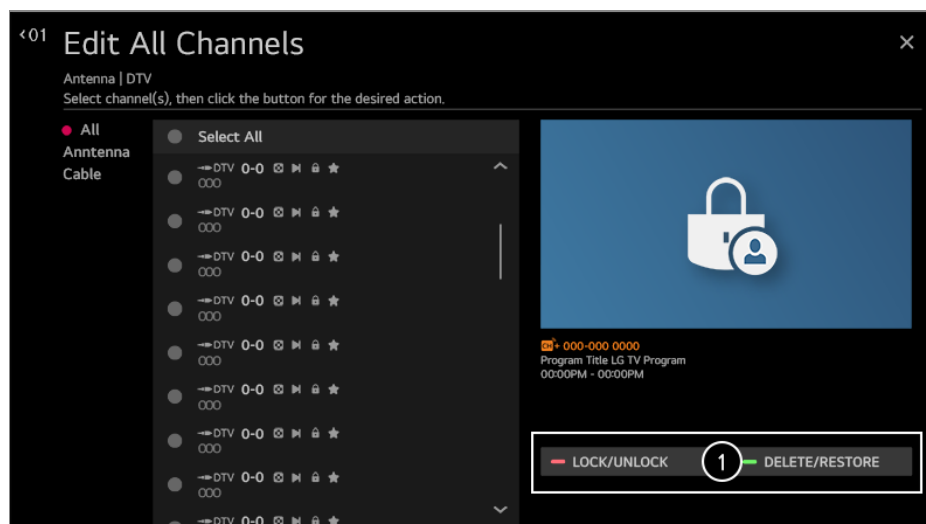 ‹01 Edit All Channels
Antenna | DTV
Select channel(s), then click the button for the desired action.
All
Anntenna
Cable
Select All
DTV 0-0
000
DTV 0-0
000
DTV 0-0
000
DTV 0-0
000
DTV 0-0
000
DTV 0-0
000
DTV 0-0
000
DTV 0-0
000
DTV 0-0
CH+ 000-000 0000
Program Title LG TV Program
00:00PM - 00:00PM
LOCK/UNLOCK 1 DELETE/RESTORE